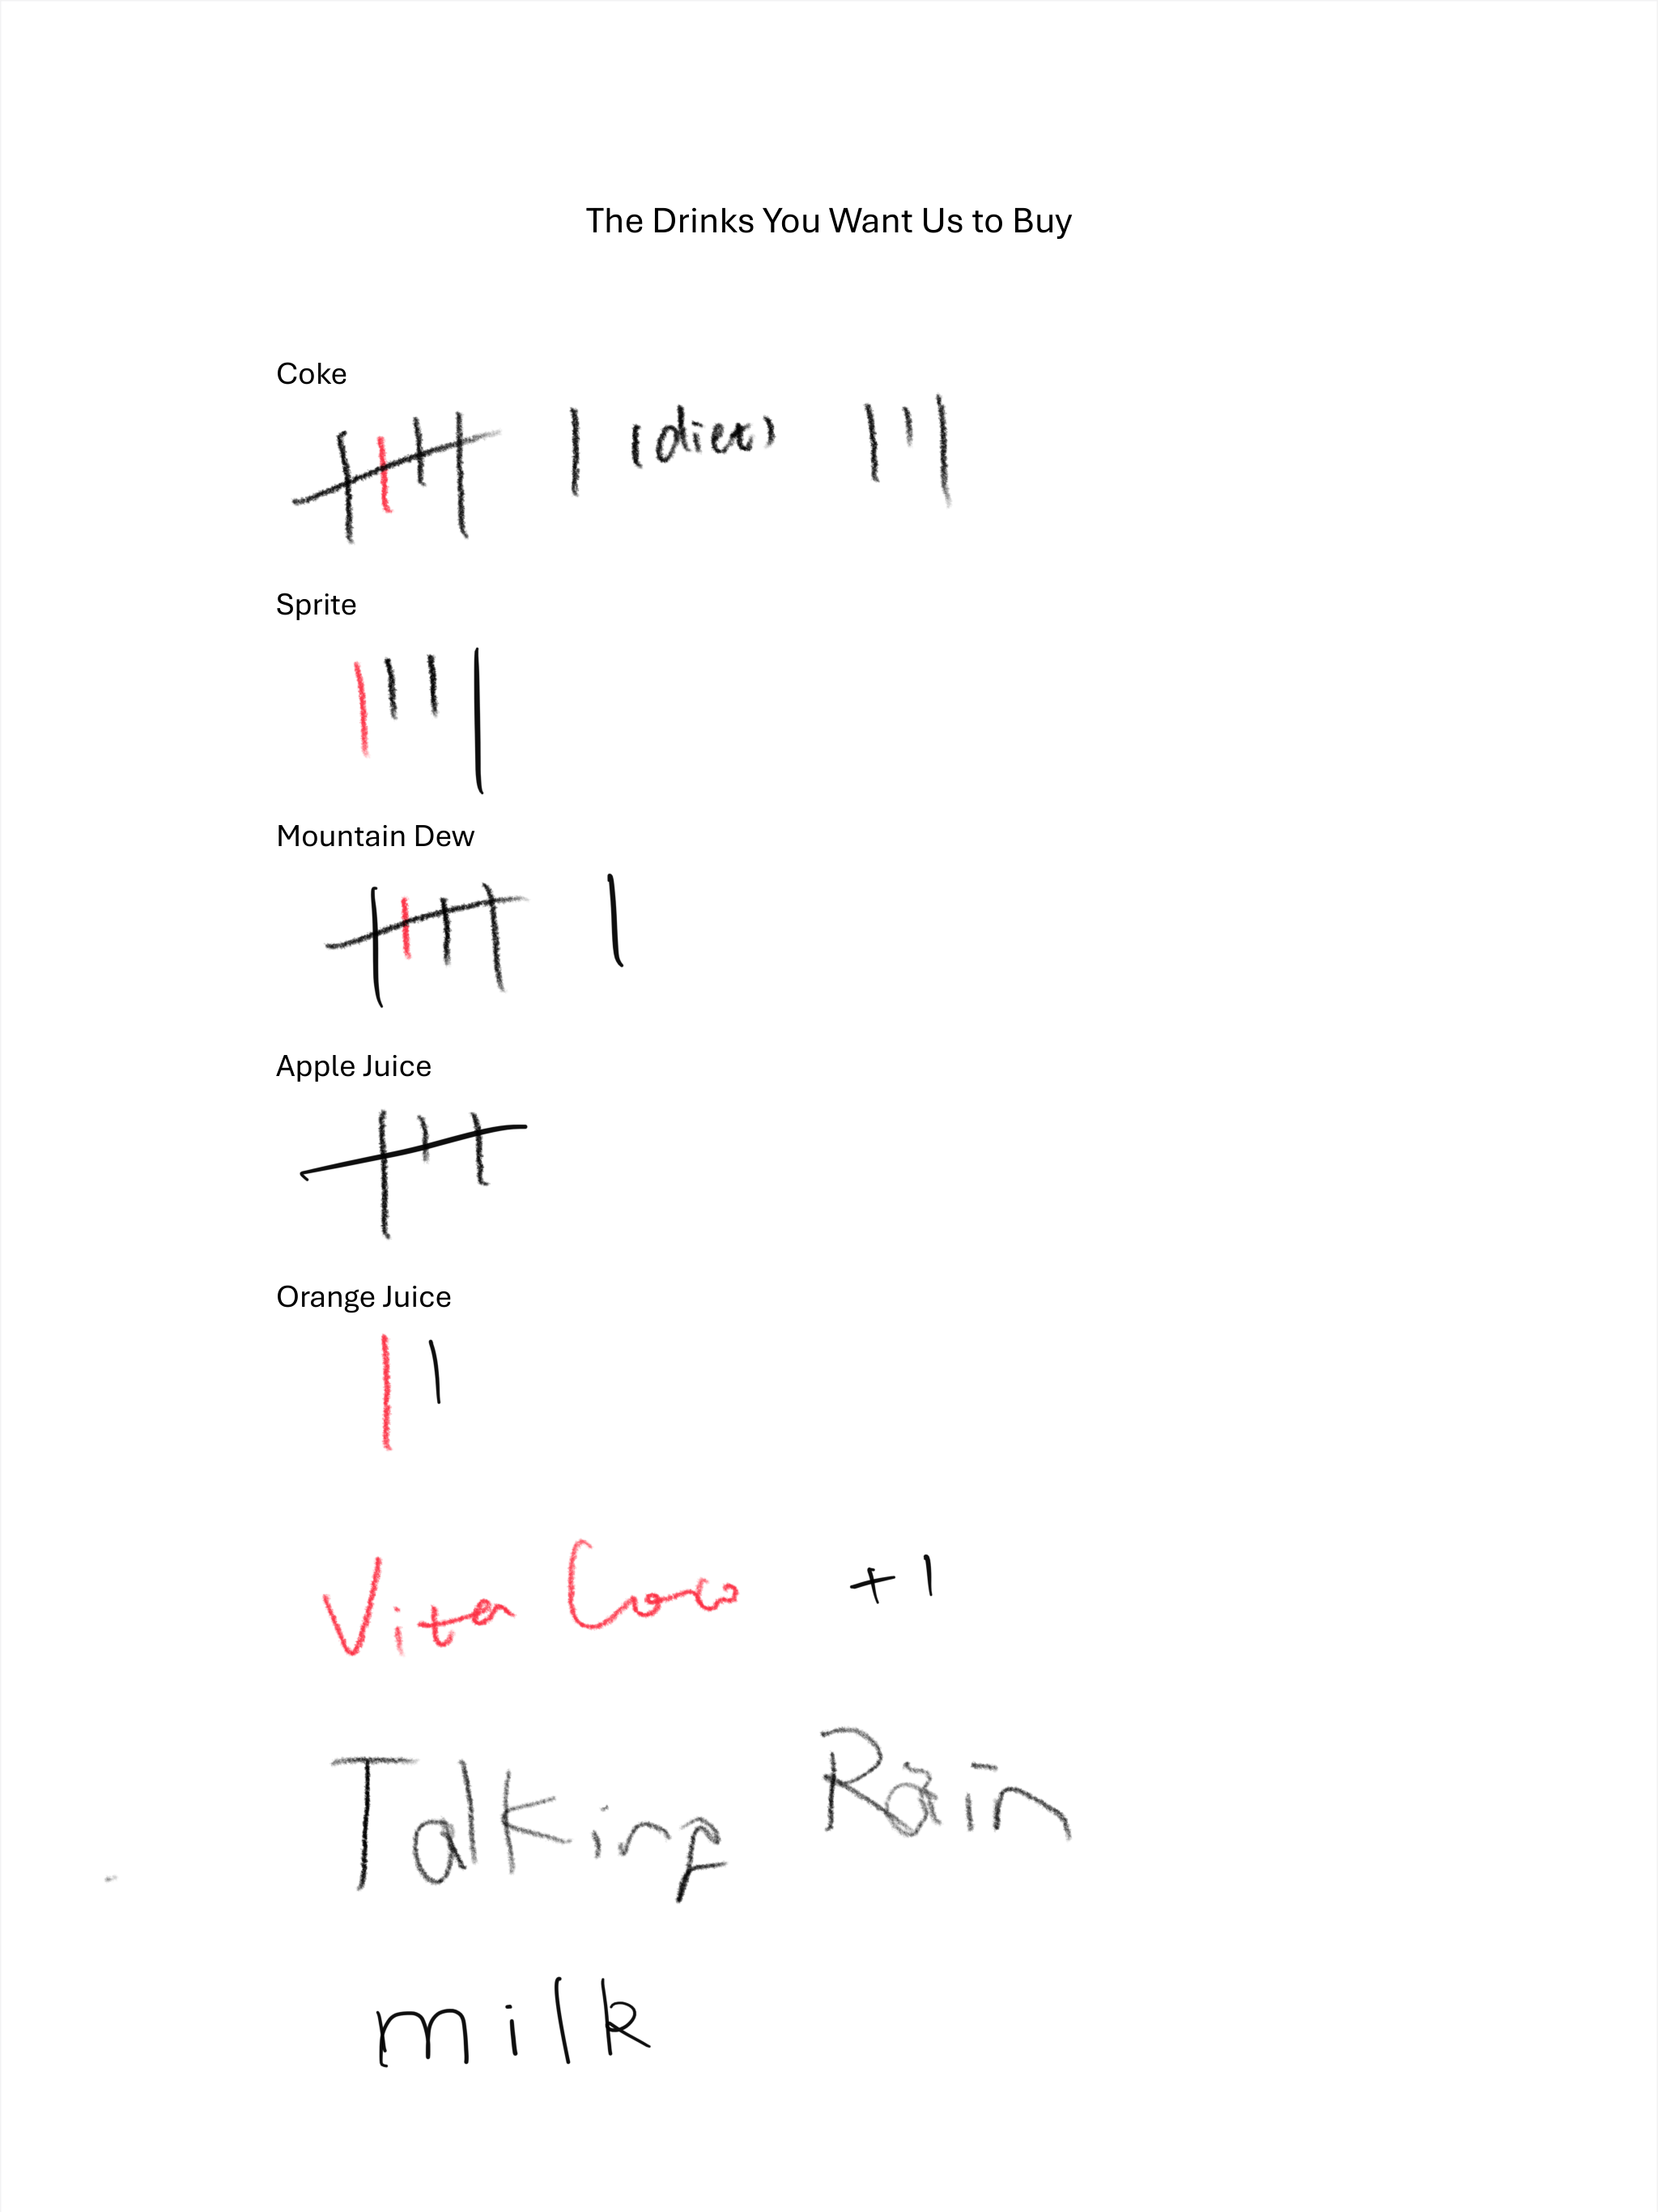 The Drinks You Want Us to Buy
Coke
| (diet) |||
Sprite
||||
Mountain Dew
|
Apple Juice
Orange Juice
||
Vita Coco +1
Talking Rain
milk